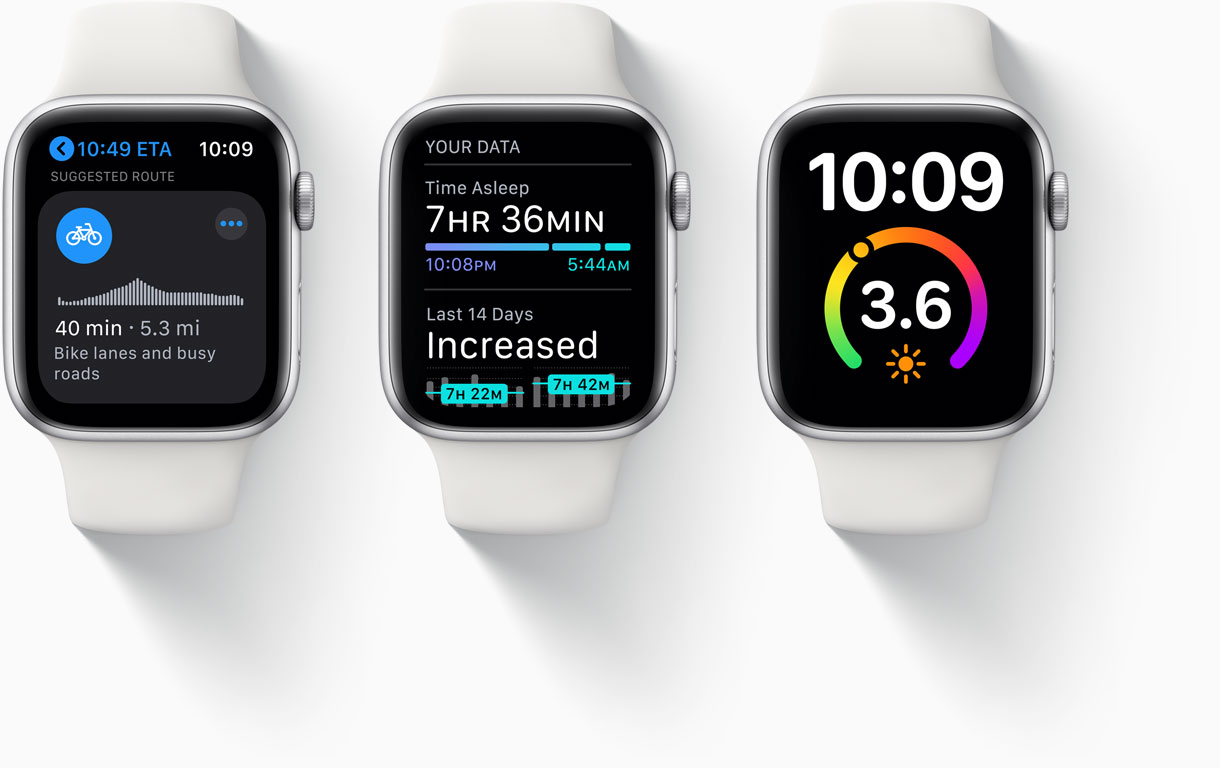 10:49 ETA 10:09
SUGGESTED ROUTE
40 min · 5.3 mi
Bike lanes and busy
roads
YOUR DATA
Time Asleep
7HR 36MIN
10:08PM 5:44AM
Last 14 Days
Increased
7H 22M 7H 42M
10:09
3.6